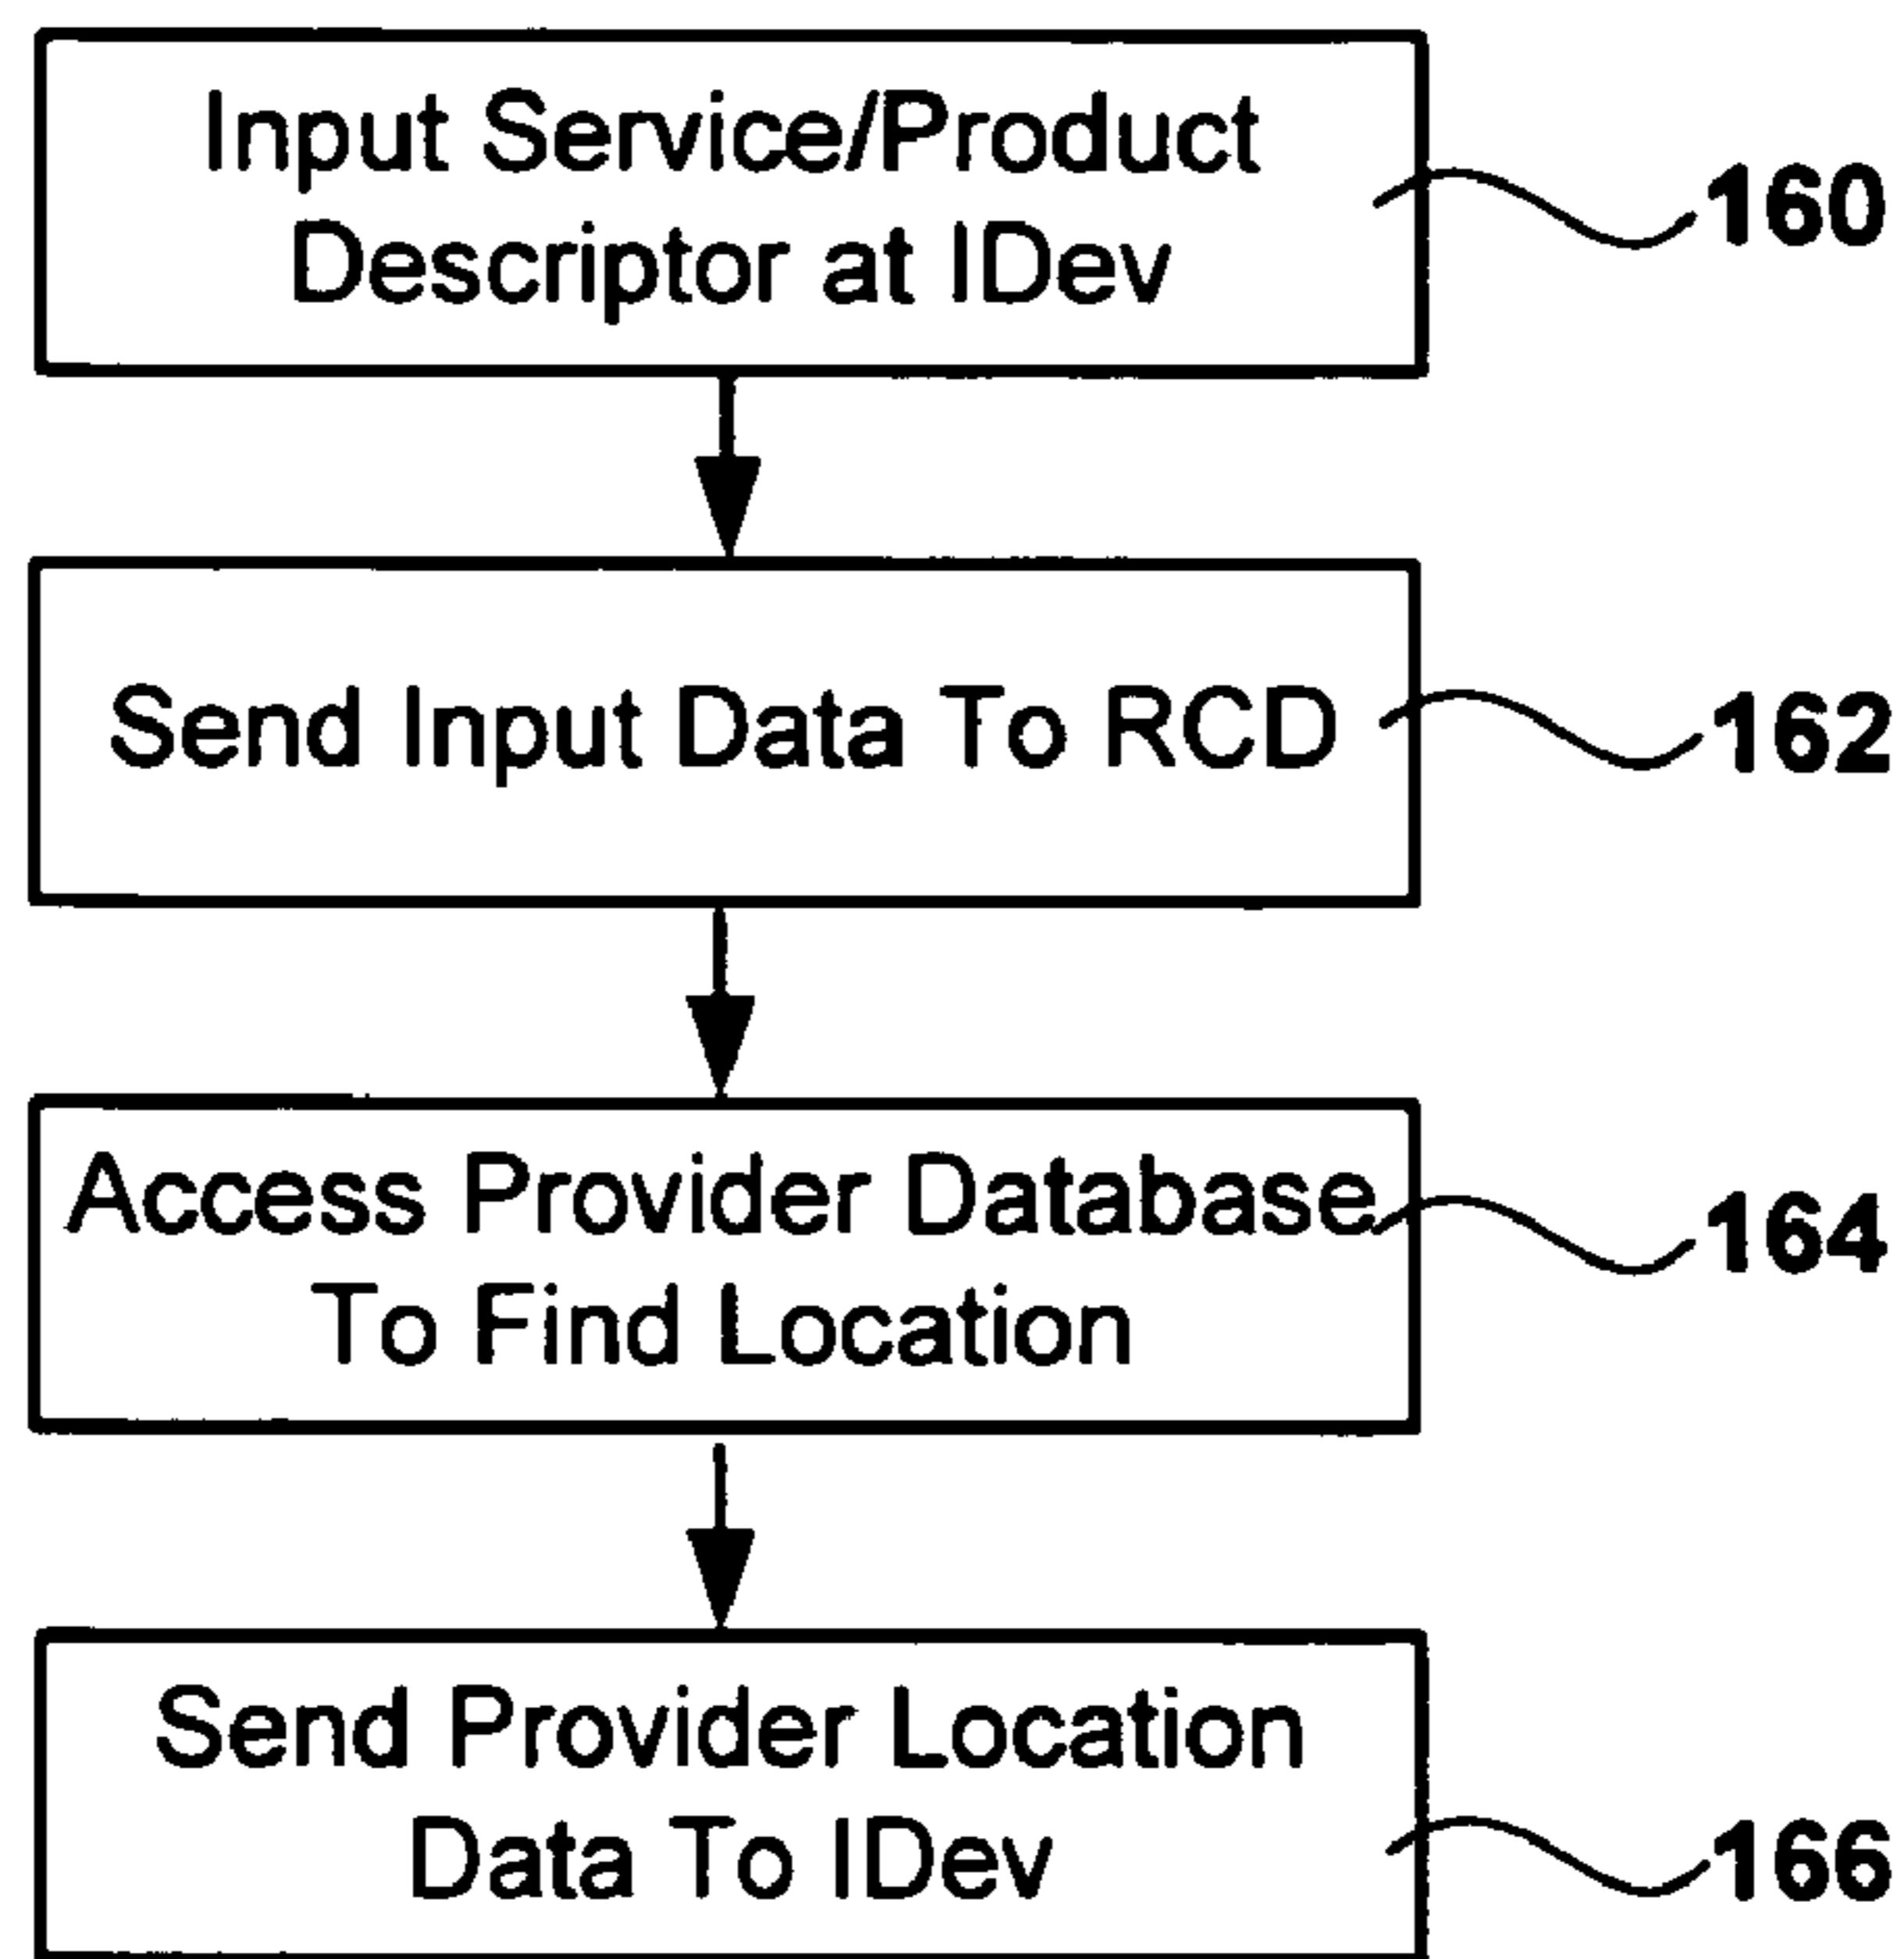 Input Service/Product
Descriptor at IDev
160
Send Input Data To RCD
162
Access Provider Database
To Find Location
164
Send Provider Location
Data To IDev
166